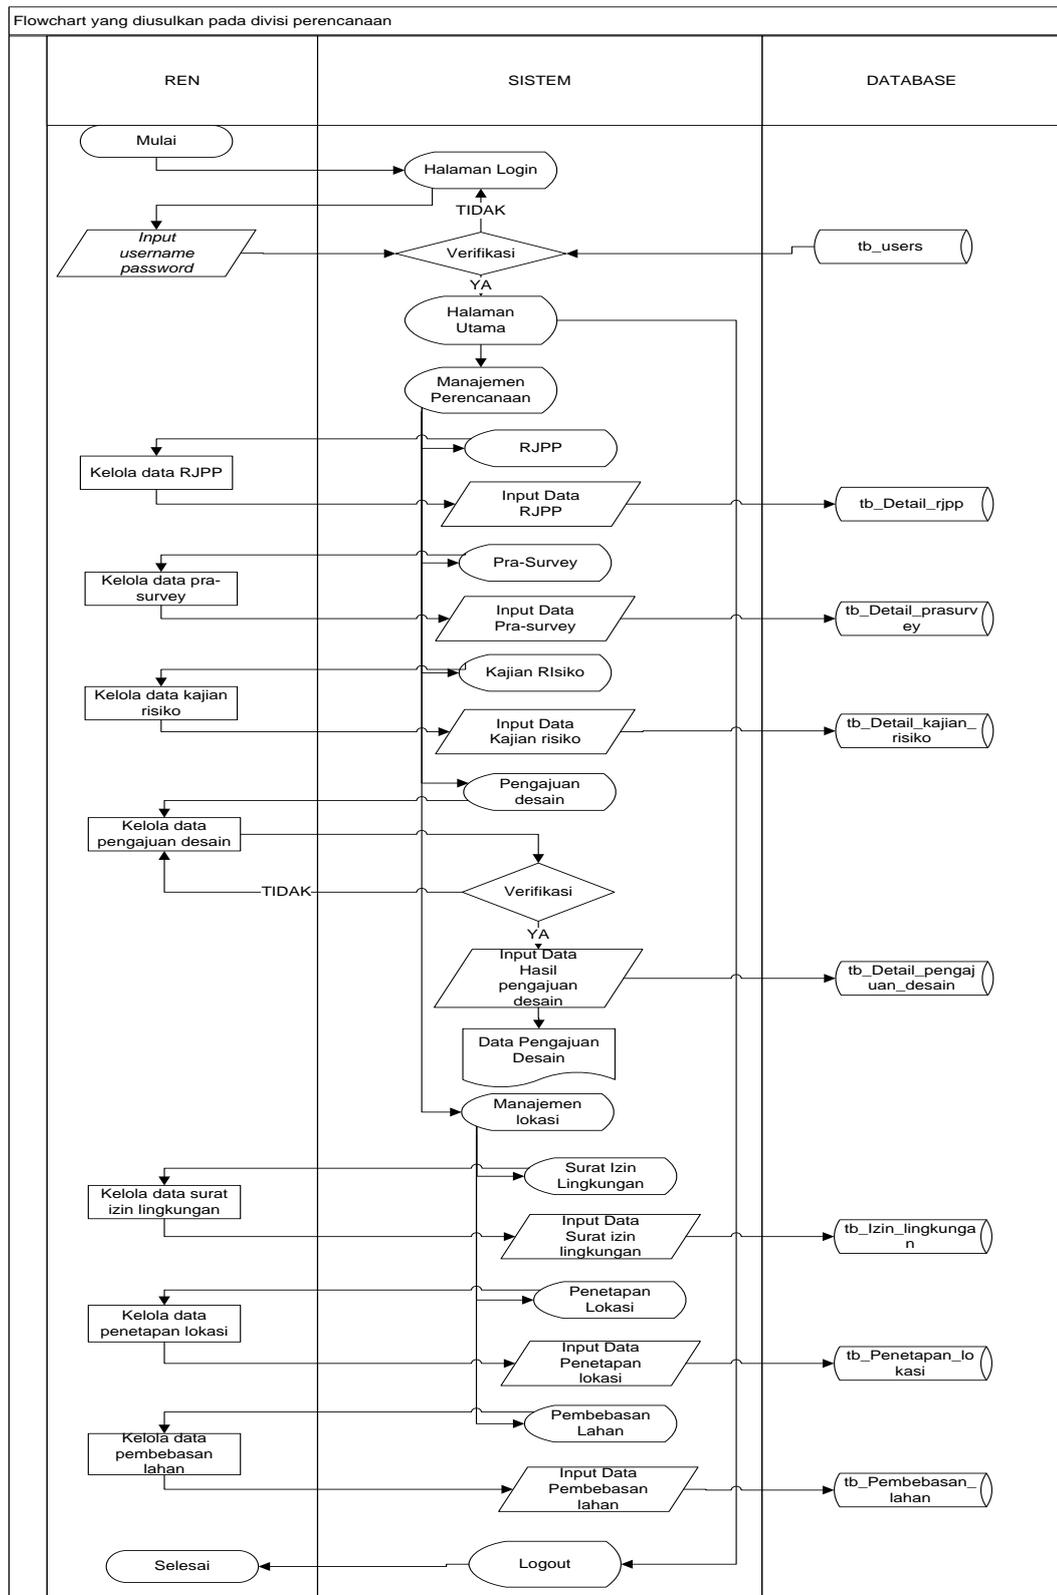 Flowchart yang diusulkan pada divisi perencanaan
REN
SISTEM
DATABASE
Mulai
Halaman Login
TIDAK
Input
username
password
Verifikasi
tb_users
YA
Halaman
Utama
Manajemen
Perencanaan
RJPP
Kelola data RJPP
Input Data
RJPP
tb_Detail_rjpp
Pra-Survey
Kelola data pra-
survey
Input Data
Pra-survey
tb_Detail_prasurv
ey
Kajian RIsiko
Kelola data kajian
risiko
Input Data
Kajian risiko
tb_Detail_kajian_
risiko
Pengajuan
desain
Kelola data
pengajuan desain
TIDAK
Verifikasi
YA
Input Data
Hasil
pengajuan
desain
tb_Detail_pengaj
uan_desain
Data Pengajuan
Desain
Manajemen
lokasi
Surat Izin
Lingkungan
Kelola data surat
izin lingkungan
Input Data
Surat izin
lingkungan
tb_Izin_lingkunga
n
Penetapan
Lokasi
Kelola data
penetapan lokasi
Input Data
Penetapan
lokasi
tb_Penetapan_lo
kasi
Pembebasan
Lahan
Kelola data
pembebasan
lahan
Input Data
Pembebasan
lahan
tb_Pembebasan_
lahan
Selesai
Logout